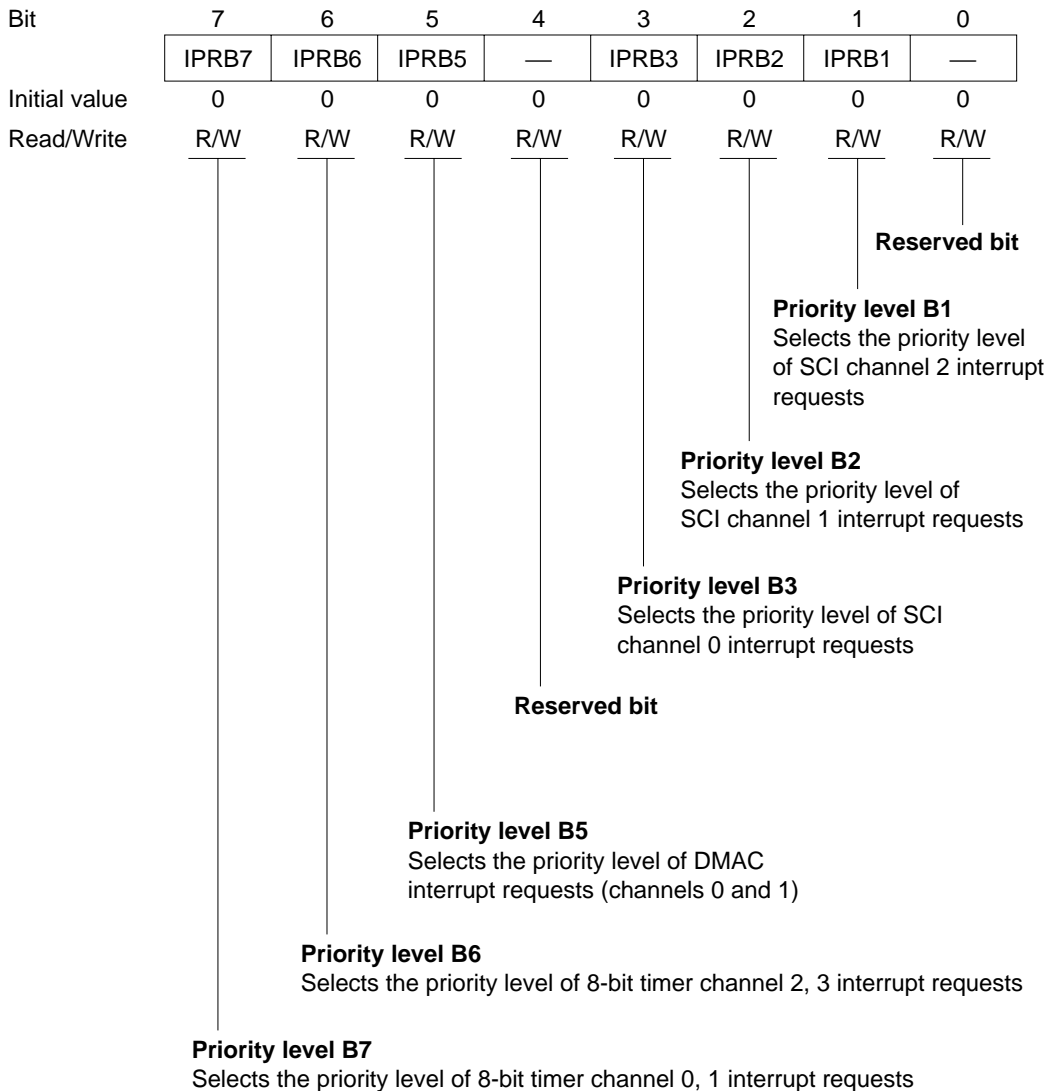 Bit 7 6 5 4 3 2 1 0
IPRB7 IPRB6 IPRB5 — IPRB3 IPRB2 IPRB1 —
Initial value 0 0 0 0 0 0 0 0
Read/Write R/W R/W R/W R/W R/W R/W R/W R/W
Reserved bit
Priority level B1
Selects the priority level
of SCI channel 2 interrupt
requests
Priority level B2
Selects the priority level of
SCI channel 1 interrupt requests
Priority level B3
Selects the priority level of SCI
channel 0 interrupt requests
Reserved bit
Priority level B5
Selects the priority level of DMAC
interrupt requests (channels 0 and 1)
Priority level B6
Selects the priority level of 8-bit timer channel 2, 3 interrupt requests
Priority level B7
Selects the priority level of 8-bit timer channel 0, 1 interrupt requests